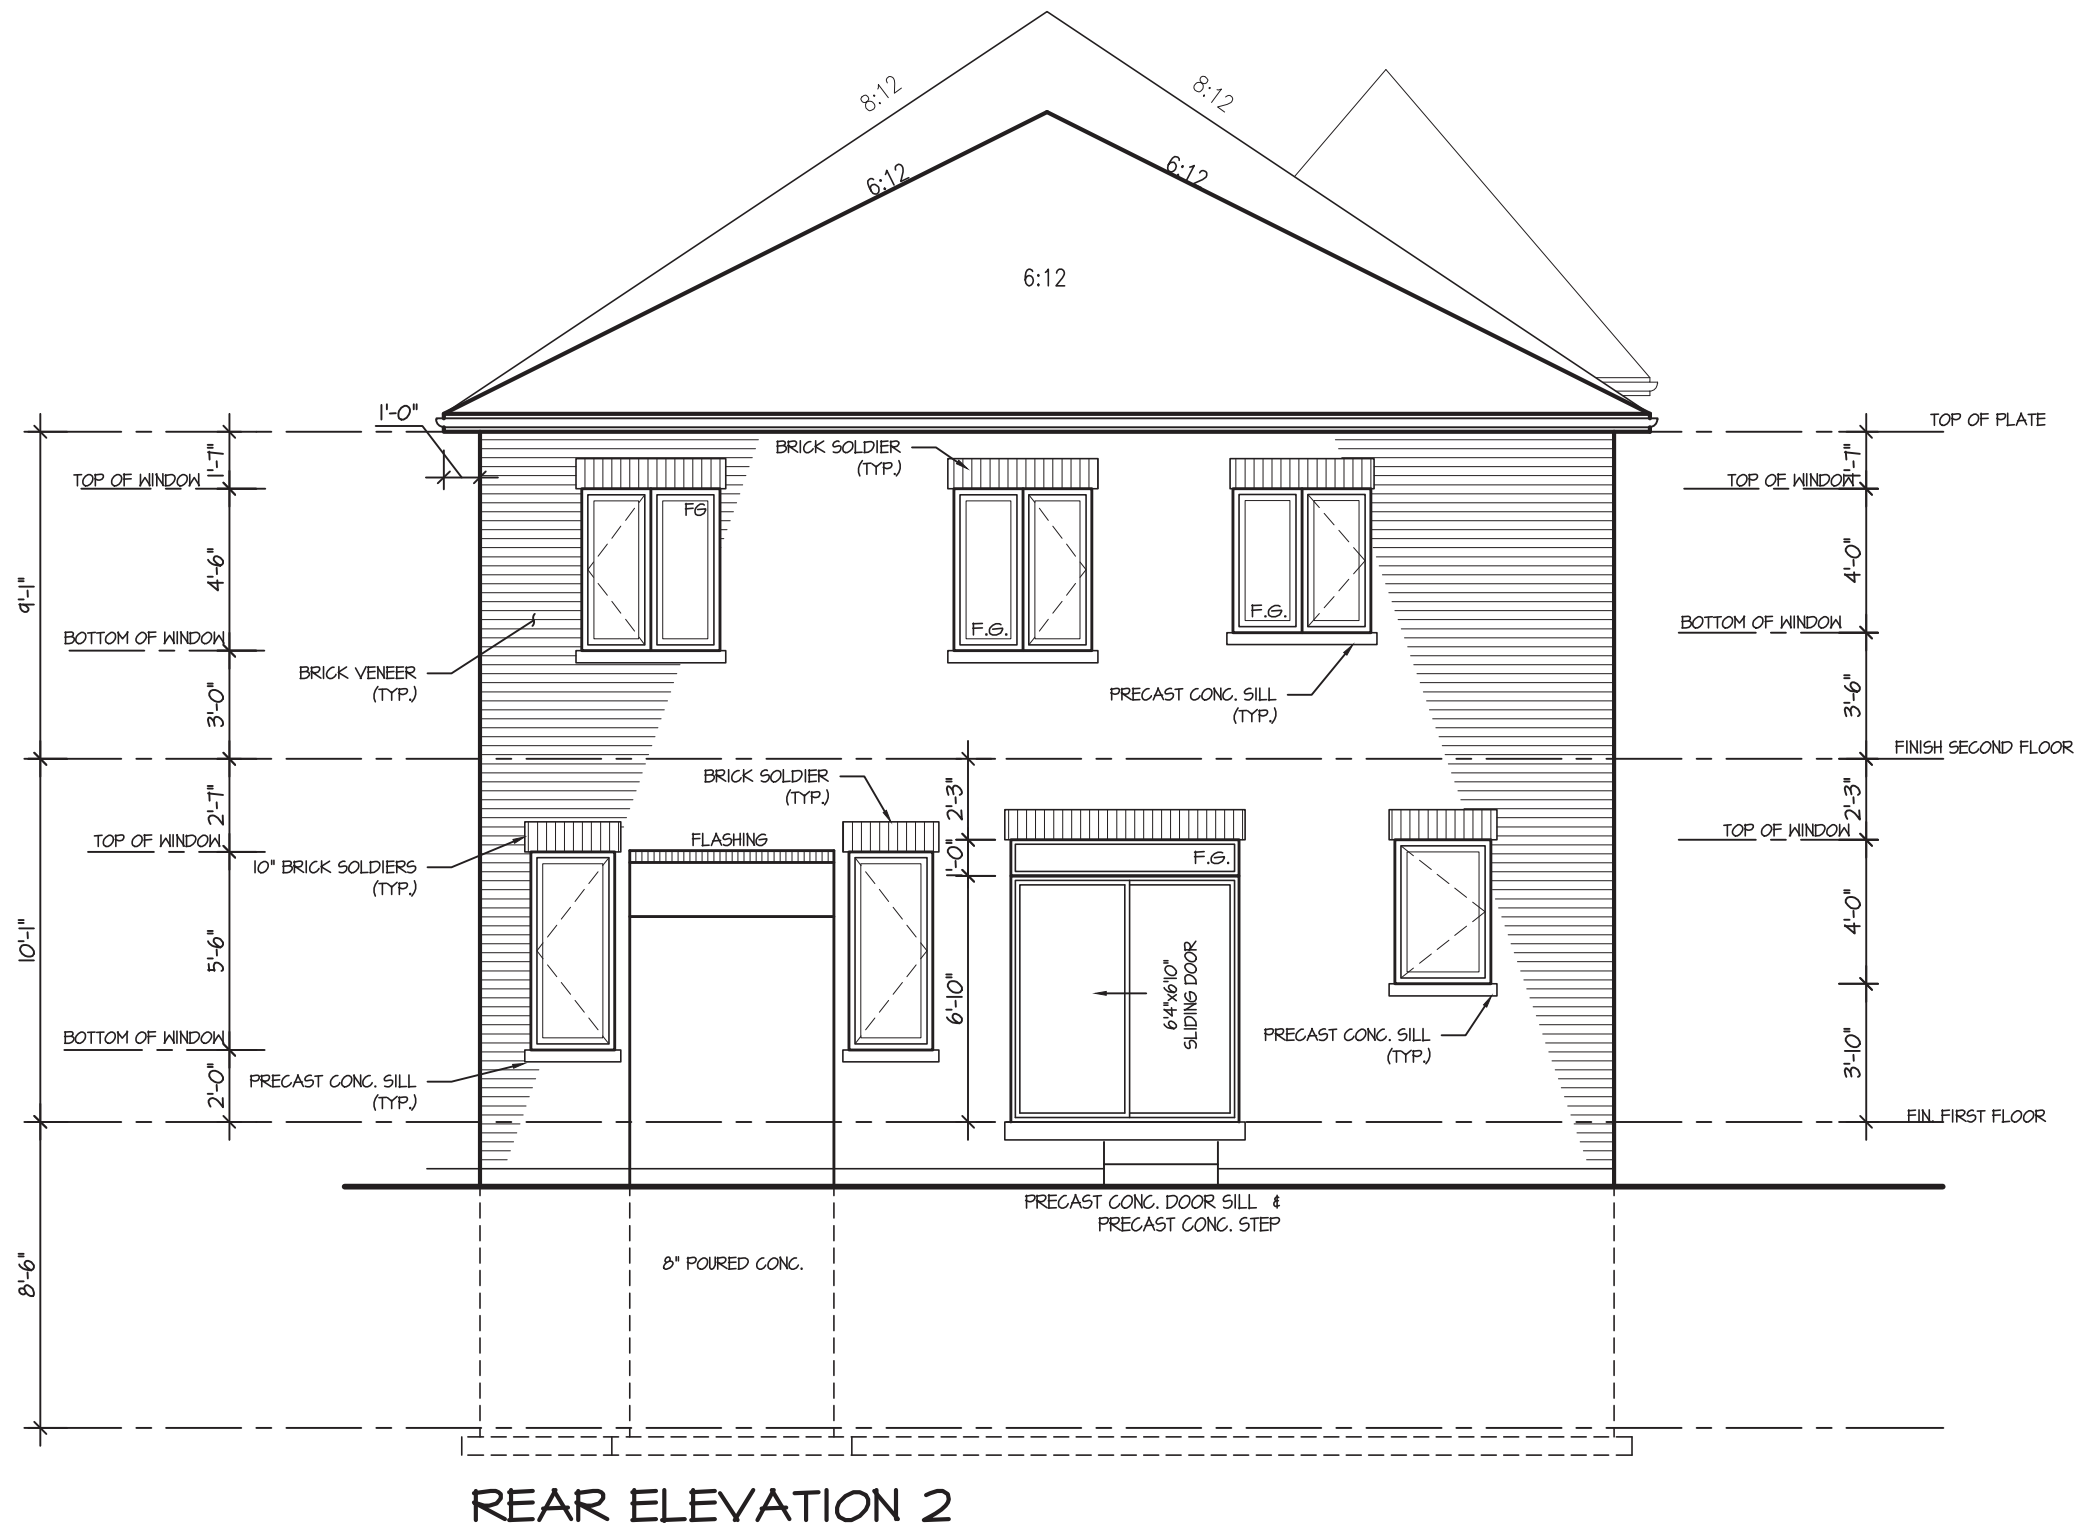 8:12
8:12
6:12
6:12
6:12
1'-0"
TOP OF PLATE
BRICK SOLDIER
(TYP.)
1'-7"
1'-7"
TOP OF WINDOW
TOP OF WINDOW
FG
4'-6"
4'-0"
9'-1"
F.G.
F.G.
BOTTOM OF WINDOW
BOTTOM OF WINDOW
BRICK VENEER
(TYP.)
PRECAST CONC. SILL
(TYP.)
3'-0"
3'-6"
FINISH SECOND FLOOR
BRICK SOLDIER
(TYP.)
2'-7"
2'-3"
2'-3"
TOP OF WINDOW
FLASHING
TOP OF WINDOW
10" BRICK SOLDIERS
(TYP.)
'-0"
F.G.
10'-1"
5'-6"
6'-10"
6'4"x6'10"
SLIDING DOOR
4'-0"
BOTTOM OF WINDOW
PRECAST CONC. SILL
(TYP.)
3'-10"
PRECAST CONC. SILL
(TYP.)
2'-0"
FIN. FIRST FLOOR
PRECAST CONC. DOOR SILL &
PRECAST CONC. STEP
8'-6"
8" POURED CONC.
REAR ELEVATION 2